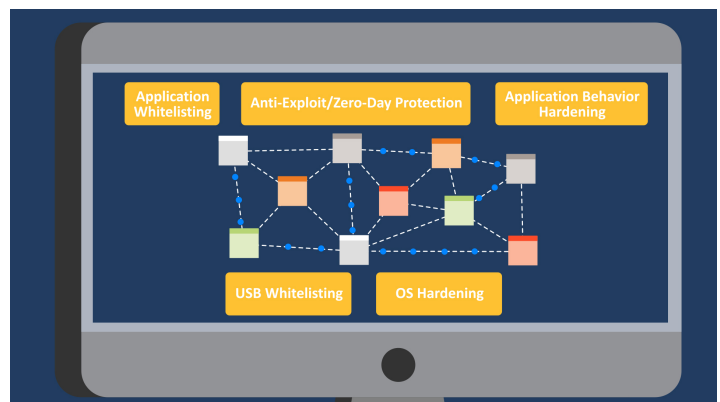 Application
Whitelisting
Anti-Exploit/Zero-Day Protection
Application Behavior
Hardening
USB Whitelisting
OS Hardening